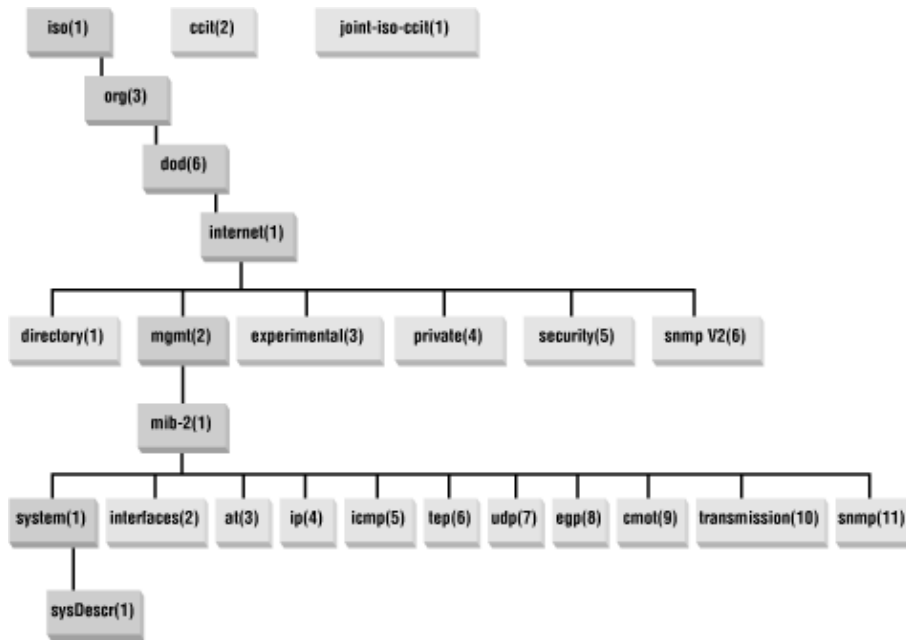 iso(1)
ccit(2)
joint-iso-ccit(1)
org(3)
dod(6)
internet(1)
directory(1)
mgmt(2)
experimental(3)
private(4)
security(5)
snmp V2(6)
mib-2(1)
system(1)
interfaces(2)
at(3)
ip(4)
icmp(5)
tep(6)
udp(7)
egp(8)
cmot(9)
transmission(10)
snmp(11)
sysDescr(1)